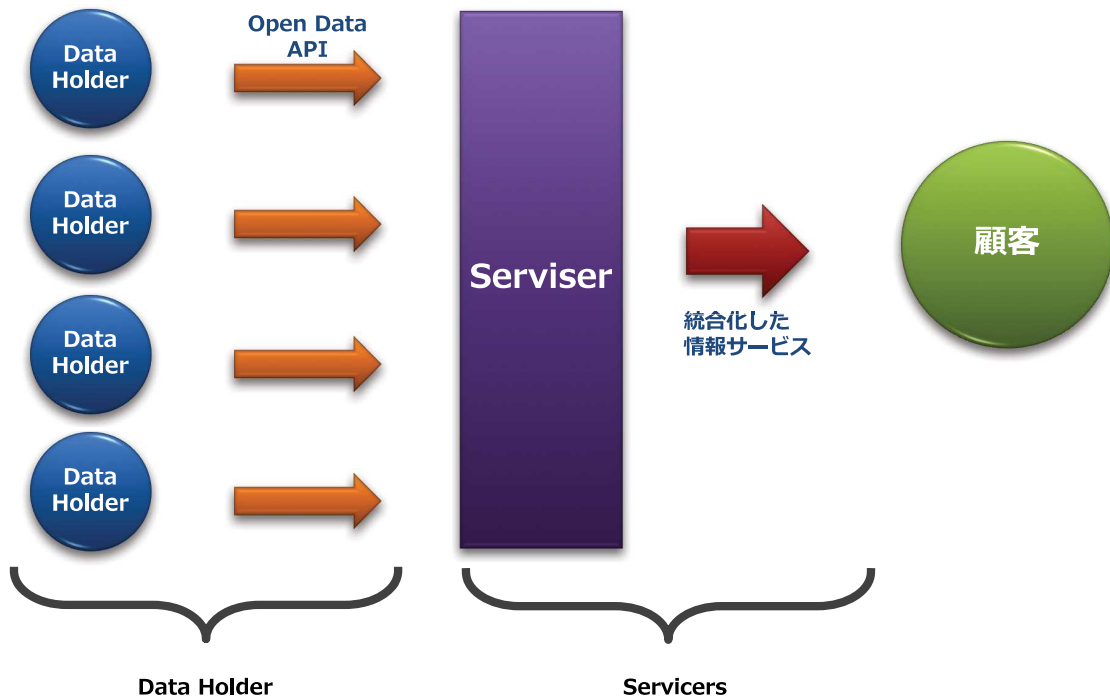 Data
Holder
Open Data
API
Data
Holder
Data
Holder
Data
Holder
Serviser
統合化した
情報サービス
顧客
Data Holder
Servicers